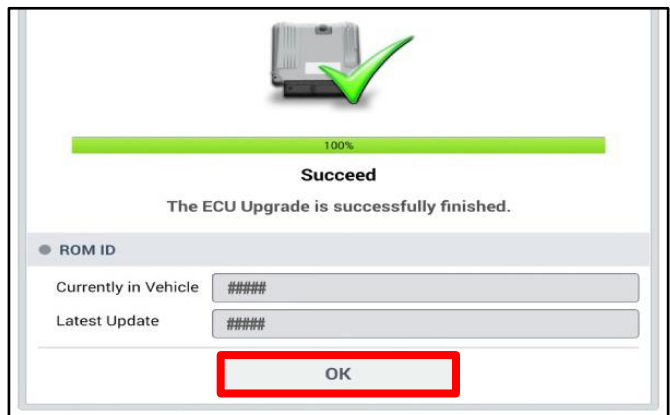 100%
Succeed
The ECU Upgrade is successfully finished.
ROM ID
Currently in Vehicle #####
Latest Update #####
OK